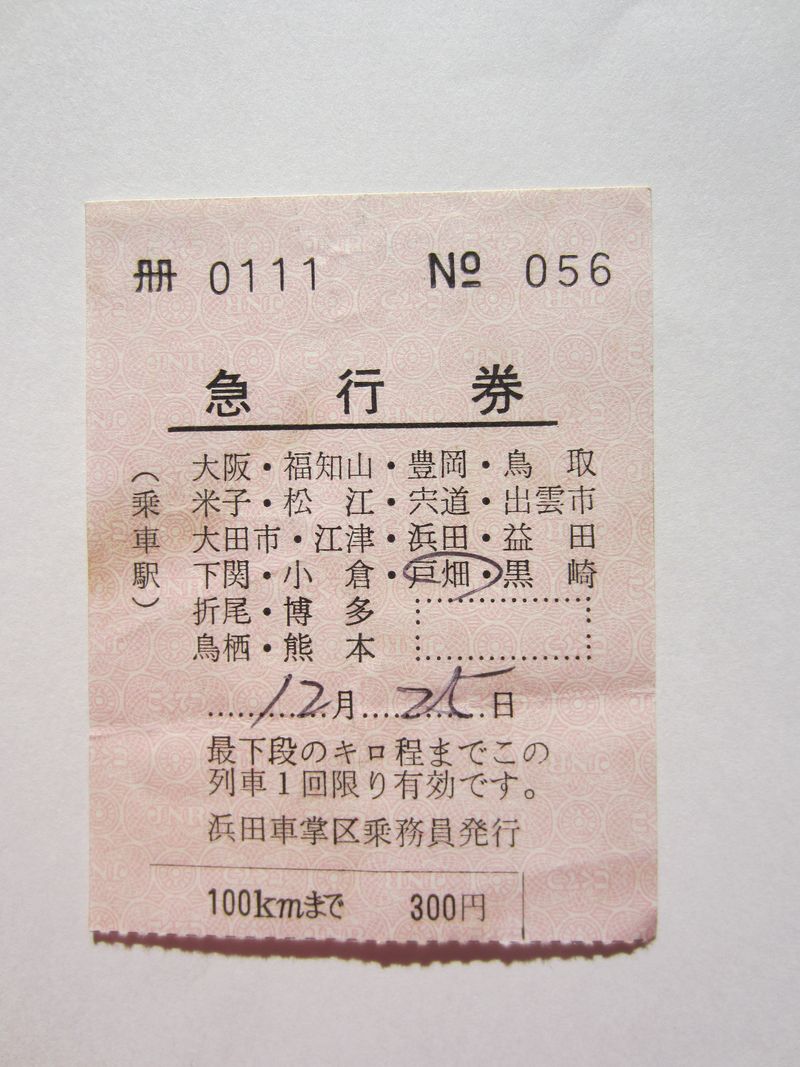 冊 0111 № 056
急行券
（乗車駅）
大阪・福知山・豊岡・鳥取
米子・松江・宍道・出雲市
大田市・江津・浜田・益田
下関・小倉・戸畑・黒崎
折尾・博多
鳥栖・熊本
12月25日
最下段のキロ程までこの
列車1回限り有効です。
浜田車掌区乗務員発行
100kmまで 300円